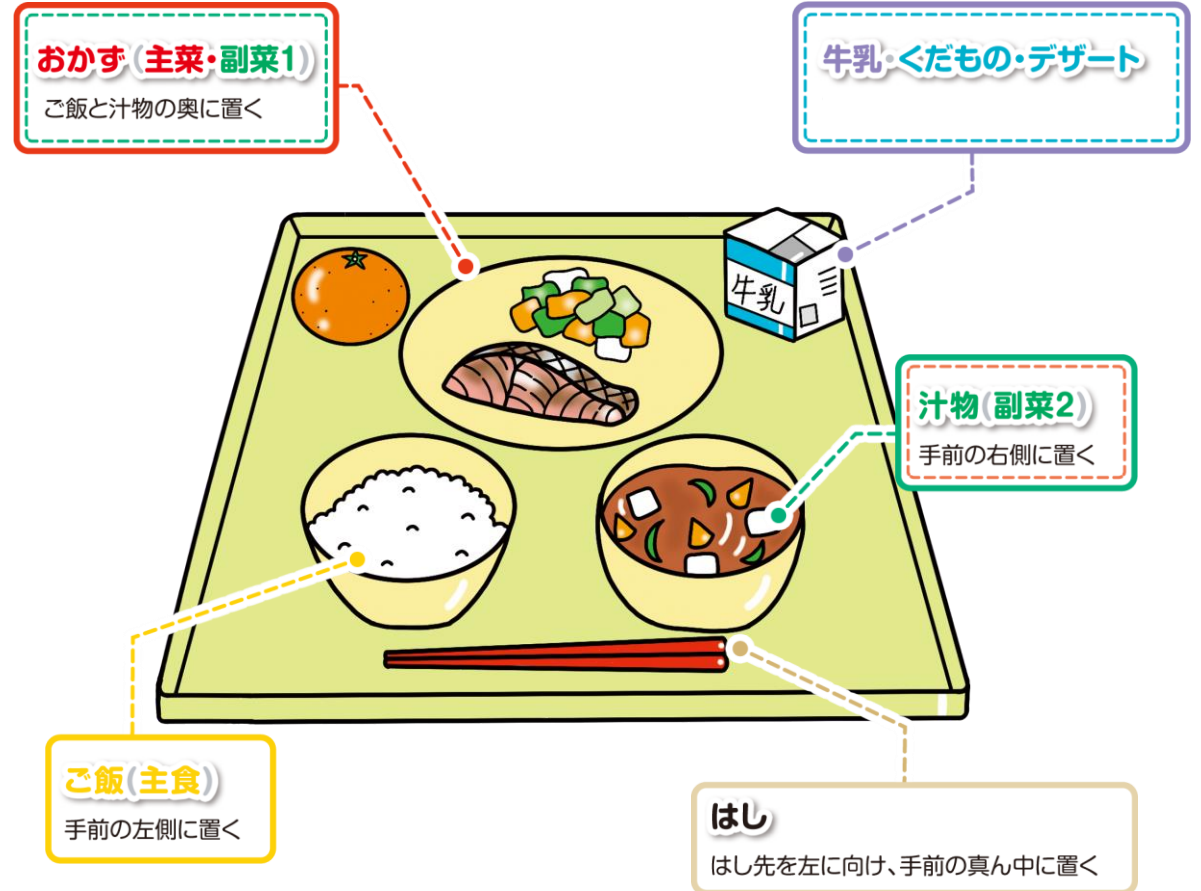 おかず(主菜・副菜1)
ご飯と汁物の奥に置く
牛乳・くだもの・デザート
牛乳
汁物(副菜2)
手前の右側に置く
ご飯(主食)
手前の左側に置く
はし
はし先を左に向け、手前の真ん中に置く